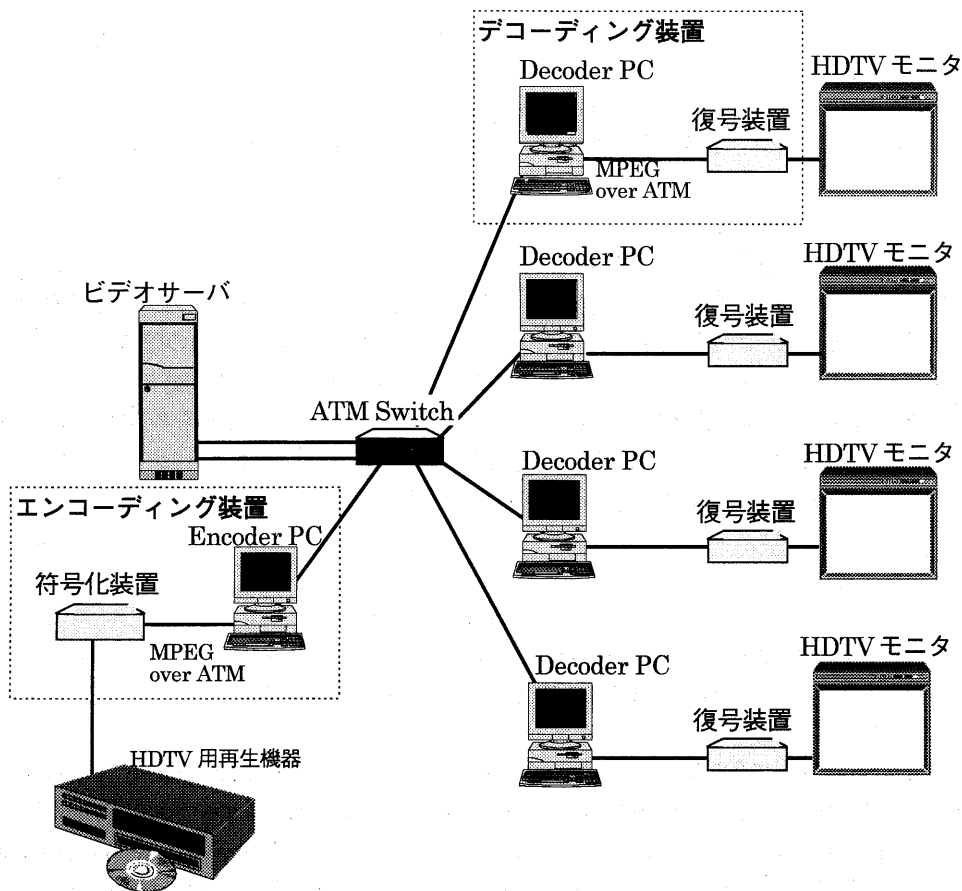 デコーディング装置
Decoder PC
HDTV モニタ
復号装置
MPEG
over ATM
Decoder PC
HDTV モニタ
復号装置
ビデオサーバ
ATM Switch
Decoder PC
HDTV モニタ
復号装置
エンコーディング装置
Encoder PC
符号化装置
MPEG
over ATM
Decoder PC
HDTV モニタ
復号装置
HDTV 用再生機器